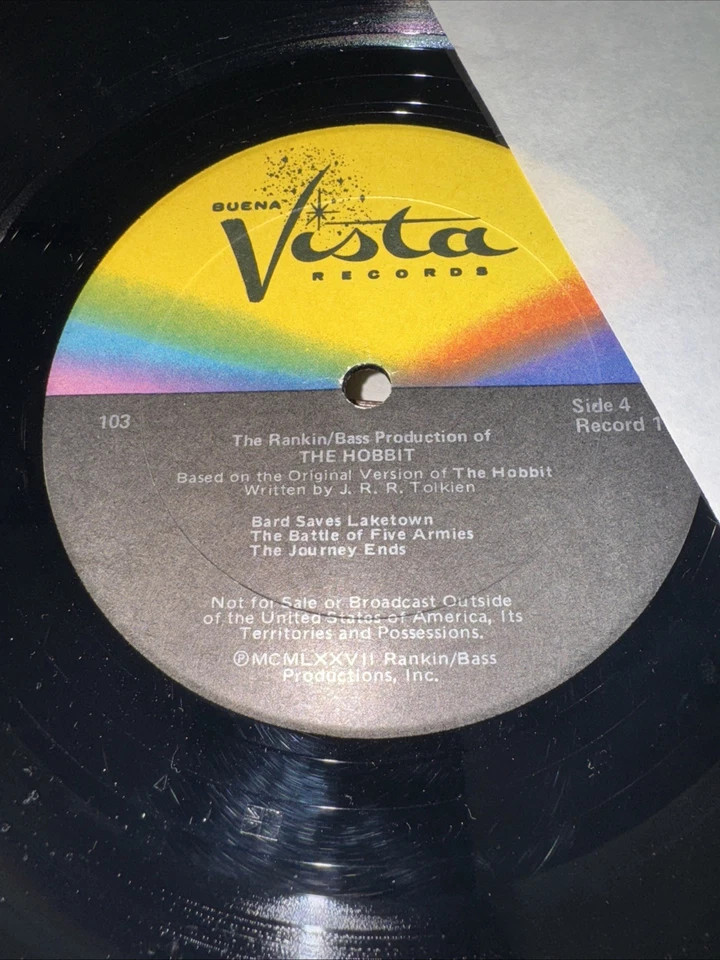 BUENA
Vista
RECORDS
103
Side 4
Record 1
The Rankin/Bass Production of
THE HOBBIT
Based on the Original Version of The Hobbit
Written by J. R. R. Tolkien
Bard Saves Laketown
The Battle of Five Armies
The Journey Ends
Not for Sale or Broadcast Outside
of the United States of America, Its
Territories and Possessions.
ⓅMCMLXXVII Rankin/Bass
Productions, Inc.